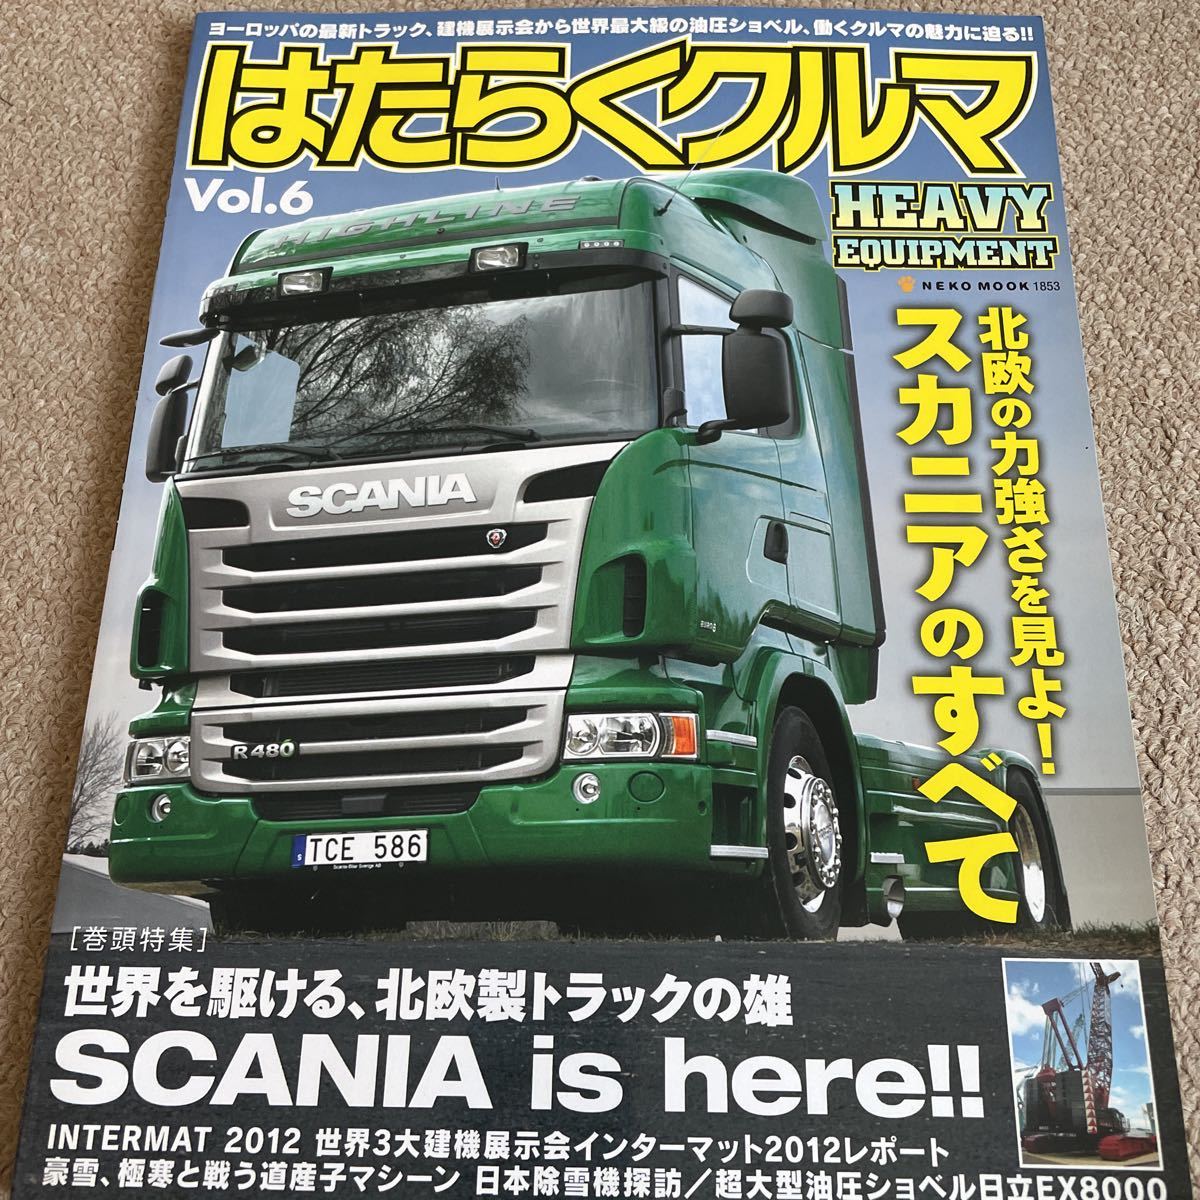 ヨーロッパの最新トラック、建機展示会から世界最大級の油圧ショベル、働くクルマの魅力に迫る!!
はたらくクルマ
Vol.6
HEAVY
EQUIPMENT
NEKO MOOK 1853
北欧の力強さを見よ！
スカニアのすべて
HIGHLINE
SCANIA
R480
S TCE 586
Scania-Bilar Sverige AB
[巻頭特集]
世界を駆ける、北欧製トラックの雄
SCANIA is here!!
INTERMAT 2012 世界3大建機展示会インターマット2012レポート
豪雪、極寒と戦う道産子マシーン 日本除雪機探訪／超大型油圧ショベル日立EX8000